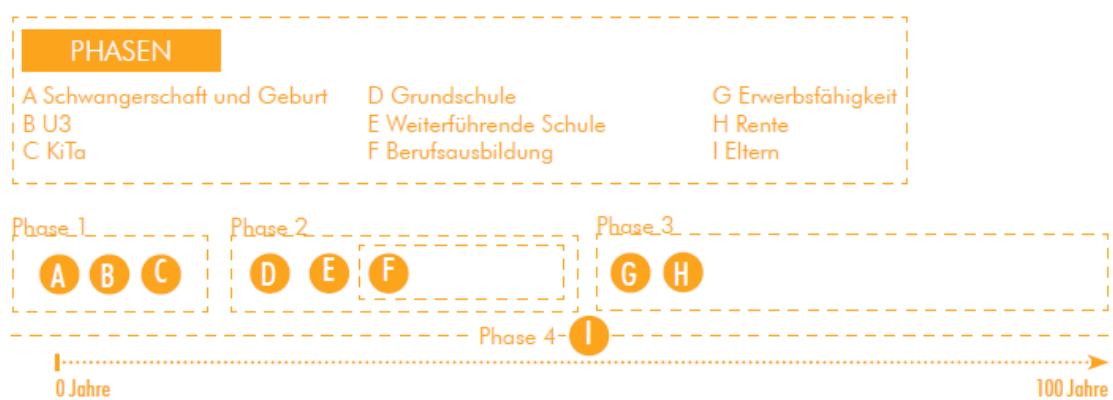 PHASEN
A Schwangerschaft und Geburt
B U3
C KiTa
D Grundschule
E Weiterführende Schule
F Berufsausbildung
G Erwerbsfähigkeit
H Rente
I Eltern
Phase 1
A B C
Phase 2
D E F
Phase 3
G H
Phase 4
I
0 Jahre
100 Jahre